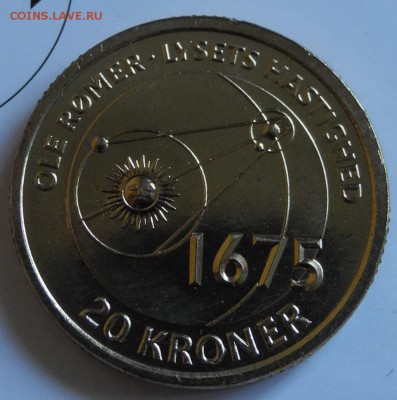 COINS.LAVE.RU
OLE RØMER · LYSETS HASTIGHED
1675
20 KRONER